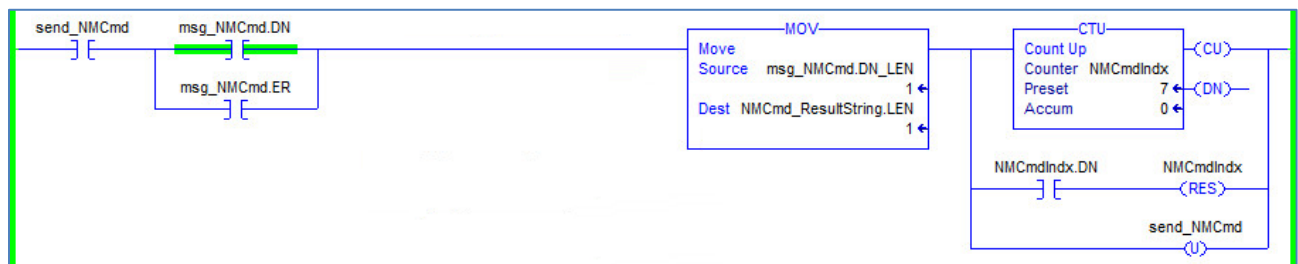 send_NMCmd
msg_NMCmd.DN
msg_NMCmd.ER
MOV
Move
Source msg_NMCmd.DN_LEN
1
Dest NMCmd_ResultString.LEN
1
CTU
Count Up
Counter NMCmdIndx
Preset 7
Accum 0
CU
DN
NMCmdIndx.DN
NMCmdIndx
RES
send_NMCmd
U